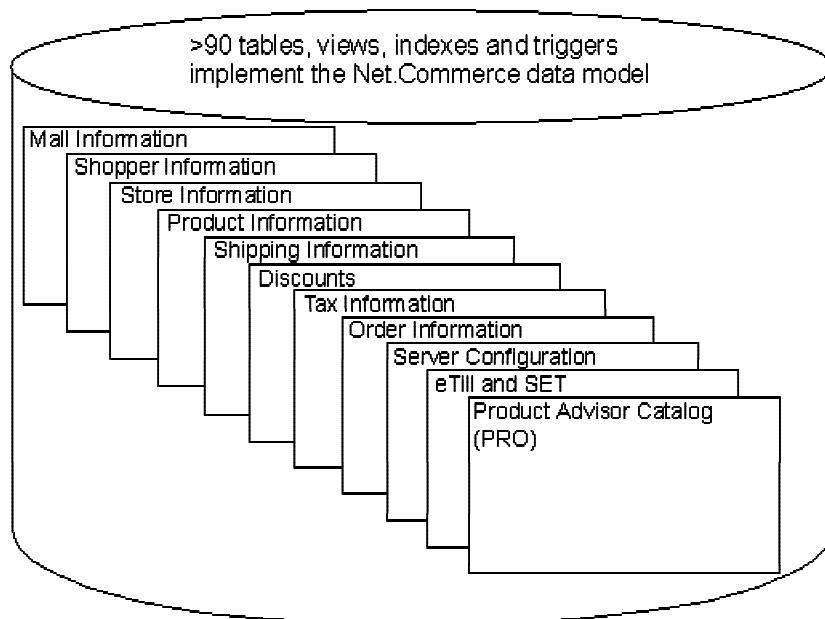 >90 tables, views, indexes and triggers
implement the Net.Commerce data model
Mall Information
Shopper Information
Store Information
Product Information
Shipping Information
Discounts
Tax Information
Order Information
Server Configuration
eTill and SET
Product Advisor Catalog
(PRO)